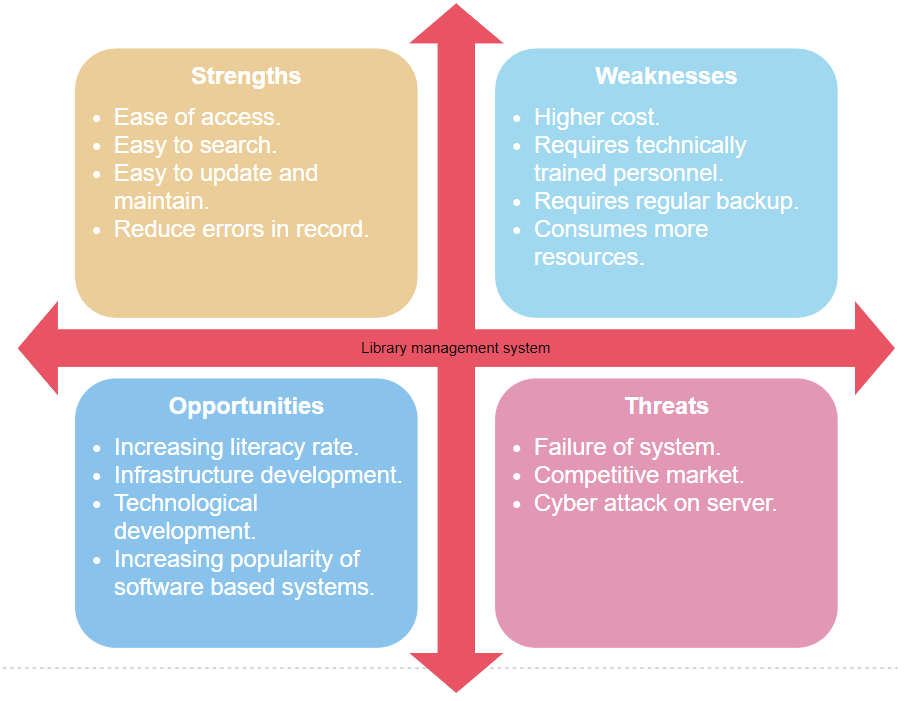 Strengths
• Ease of access.
• Easy to search.
• Easy to update and
maintain.
• Reduce errors in record.
Weaknesses
• Higher cost.
• Requires technically
trained personnel.
• Requires regular backup.
• Consumes more
resources.
Library management system
Opportunities
• Increasing literacy rate.
• Infrastructure development.
• Technological
development.
• Increasing popularity of
software based systems.
Threats
• Failure of system.
• Competitive market.
• Cyber attack on server.